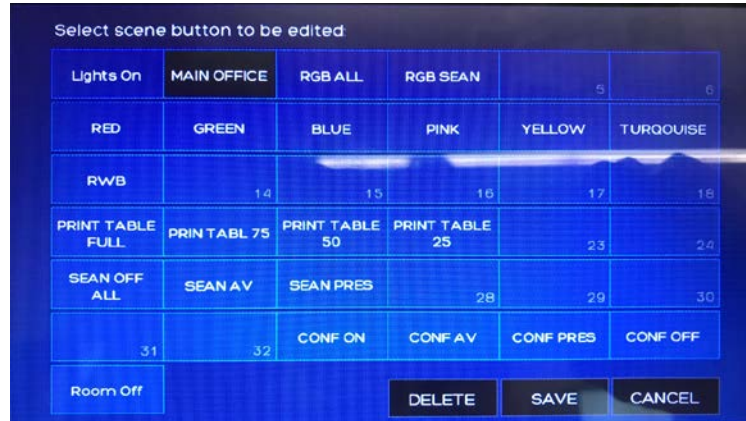 Select scene button to be edited:
Lights On MAIN OFFICE RGB ALL RGB SEAN 5 6
RED GREEN BLUE PINK YELLOW TURQOUISE
RWB 14 15 16 17 18
PRINT TABLE FULL PRIN TABL 75 PRINT TABLE 50 PRINT TABLE 25 23 24
SEAN OFF ALL SEAN AV SEAN PRES 28 29 30
31 32 CONF ON CONF AV CONF PRES CONF OFF
Room Off DELETE SAVE CANCEL